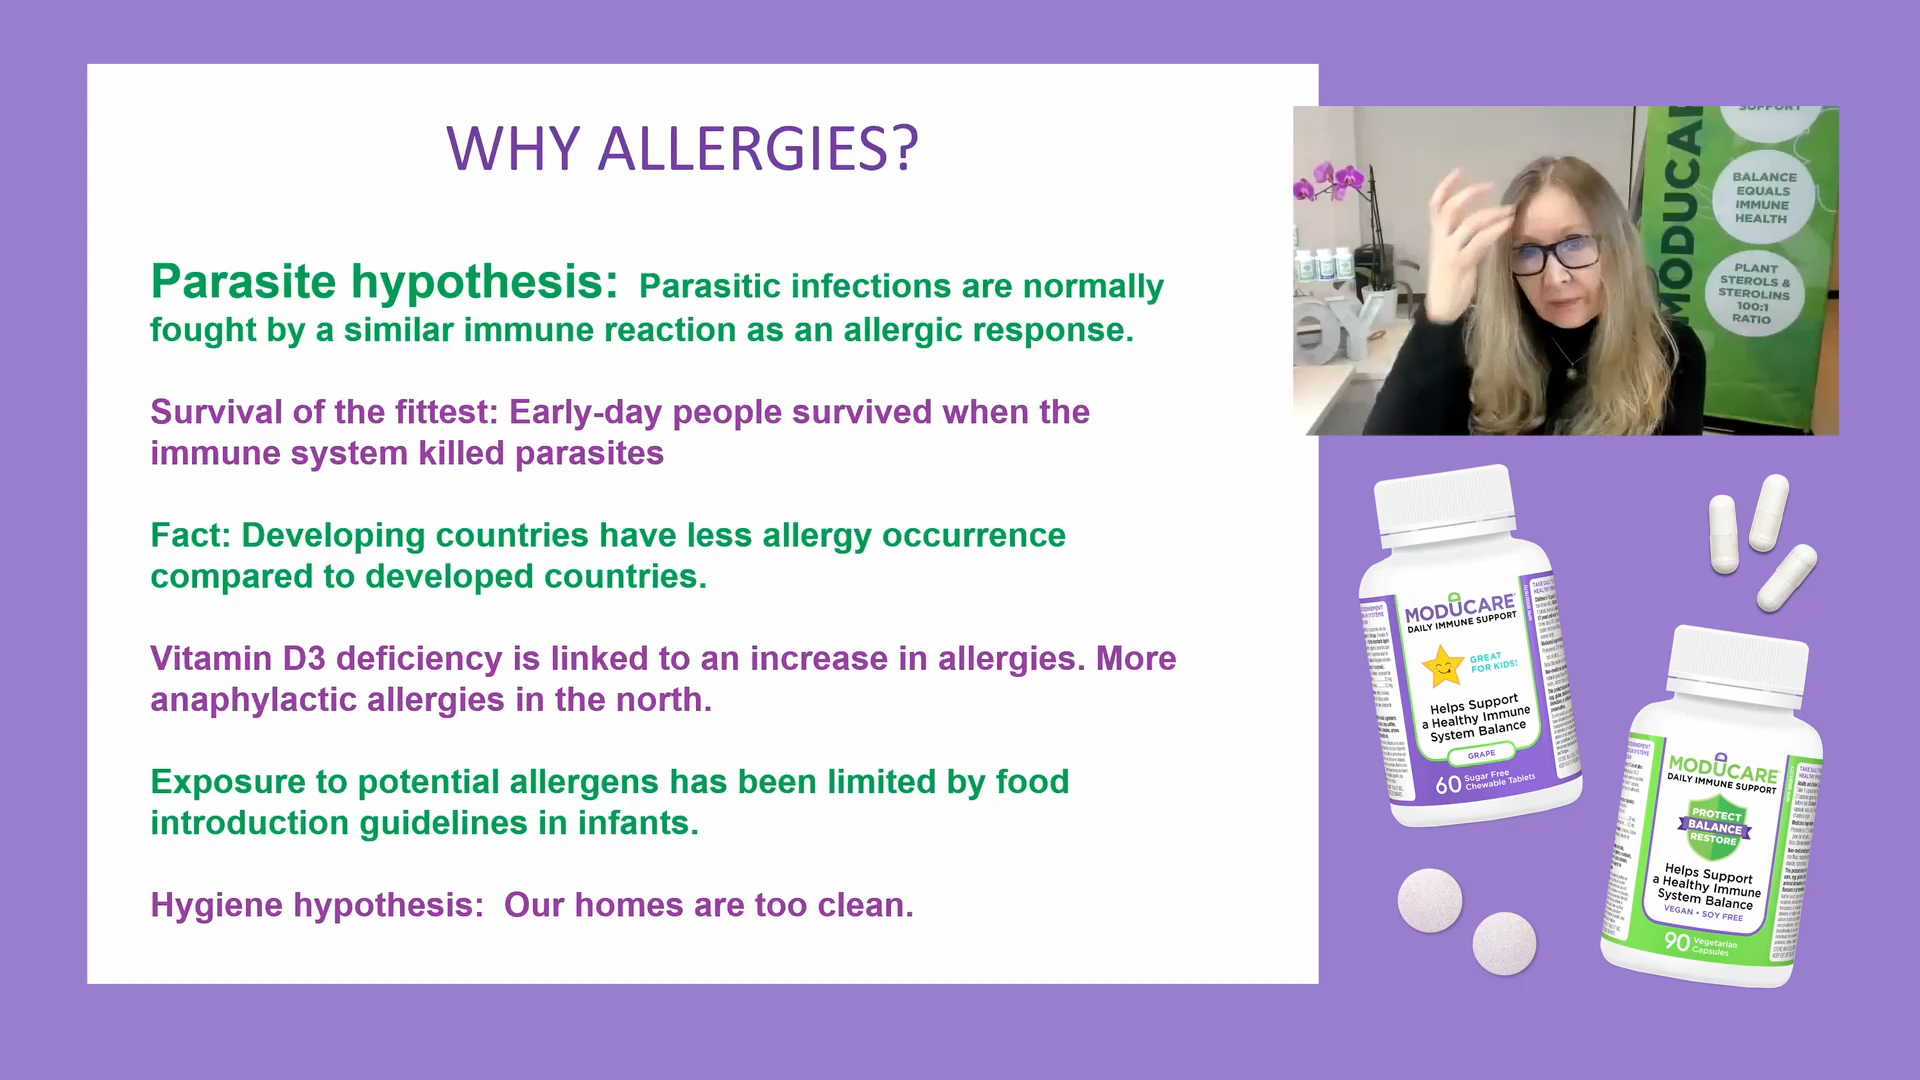 WHY ALLERGIES?
Parasite hypothesis: Parasitic infections are normally
fought by a similar immune reaction as an allergic response.
Survival of the fittest: Early-day people survived when the
immune system killed parasites
Fact: Developing countries have less allergy occurrence
compared to developed countries.
Vitamin D3 deficiency is linked to an increase in allergies. More
anaphylactic allergies in the north.
Exposure to potential allergens has been limited by food
introduction guidelines in infants.
Hygiene hypothesis: Our homes are too clean.
SUPPORT
MODUCA
BALANCE
EQUALS
IMMUNE
HEALTH
PLANT
STEROLS &
STEROLINS
100:1
RATIO
OY
MODUCARE
DAILY IMMUNE SUPPORT
GREAT
FOR KIDS!
Helps Support
a Healthy Immune
System Balance
GRAPE
60 Sugar Free
Chewable Tablets
MODUCARE
DAILY IMMUNE SUPPORT
PROTECT
BALANCE
RESTORE
Helps Support
a Healthy Immune
System Balance
VEGAN • SOY FREE
90 Vegetarian
Capsules